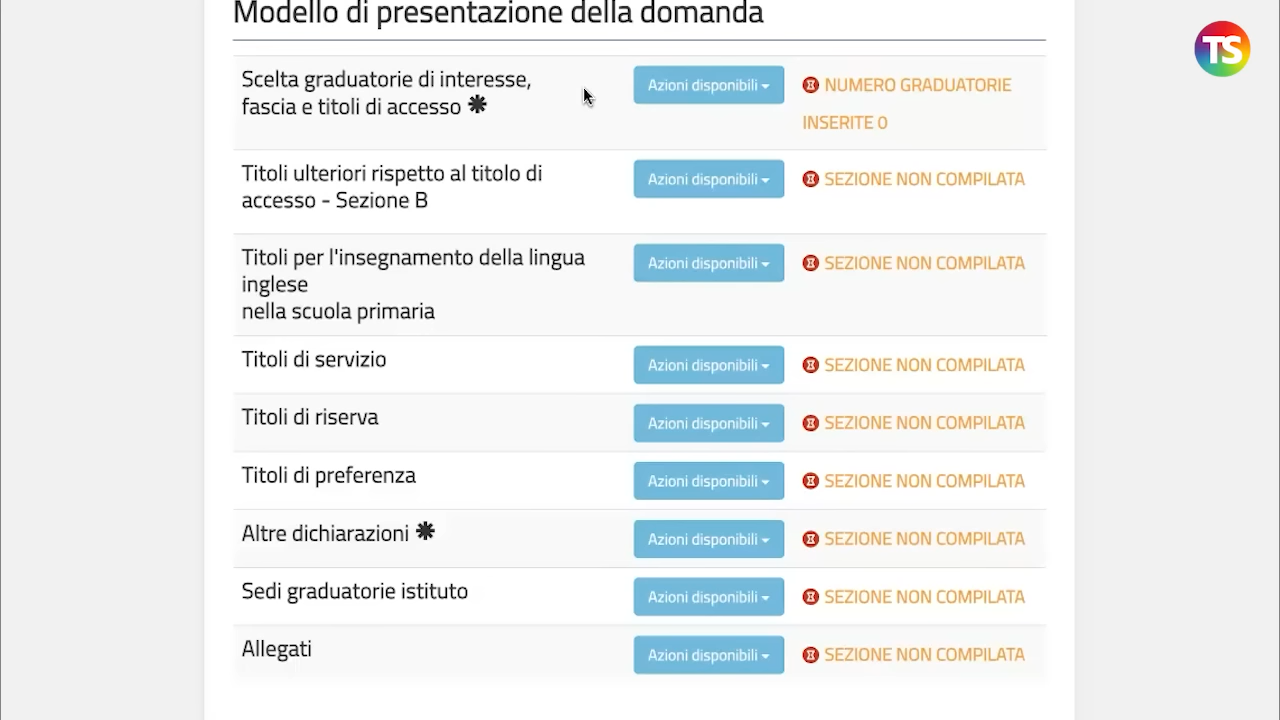 Modello di presentazione della domanda
TS
Scelta graduatorie di interesse,
fascia e titoli di accesso ✱
Azioni disponibili
NUMERO GRADUATORIE
INSERITE 0
Titoli ulteriori rispetto al titolo di
accesso - Sezione B
Azioni disponibili
SEZIONE NON COMPILATA
Titoli per l'insegnamento della lingua
inglese
nella scuola primaria
Azioni disponibili
SEZIONE NON COMPILATA
Titoli di servizio
Azioni disponibili
SEZIONE NON COMPILATA
Titoli di riserva
Azioni disponibili
SEZIONE NON COMPILATA
Titoli di preferenza
Azioni disponibili
SEZIONE NON COMPILATA
Altre dichiarazioni ✱
Azioni disponibili
SEZIONE NON COMPILATA
Sedi graduatorie istituto
Azioni disponibili
SEZIONE NON COMPILATA
Allegati
Azioni disponibili
SEZIONE NON COMPILATA